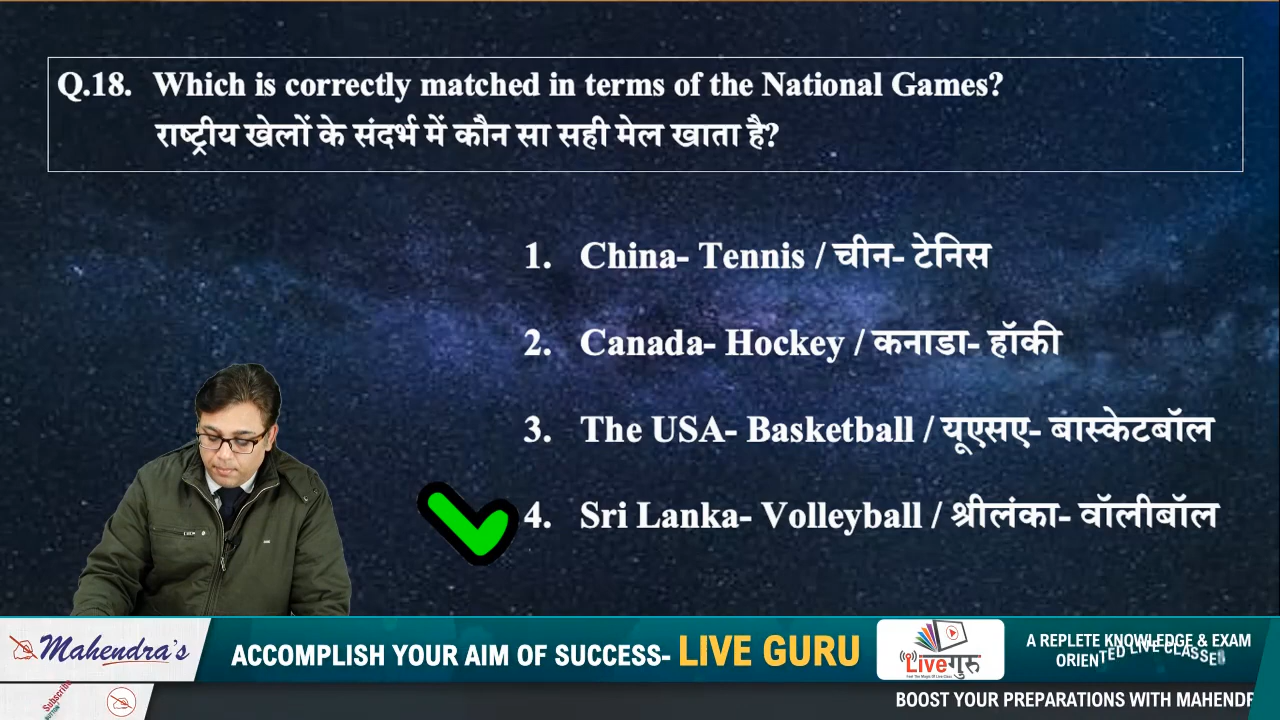 Q.18. Which is correctly matched in terms of the National Games?
राष्ट्रीय खेलों के संदर्भ में कौन सा सही मेल खाता है?
1. China- Tennis / चीन- टेनिस
2. Canada- Hockey / कनाडा- हॉकी
3. The USA- Basketball / यूएसए- बास्केटबॉल
4. Sri Lanka- Volleyball / श्रीलंका- वॉलीबॉल
Mahendra's
ACCOMPLISH YOUR AIM OF SUCCESS- LIVE GURU
Live गुरु
A REPLETE KNOWLEDGE & EXAM
ORIENTED LIVE CLASSES
Subscribe
BOOST YOUR PREPARATIONS WITH MAHENDR